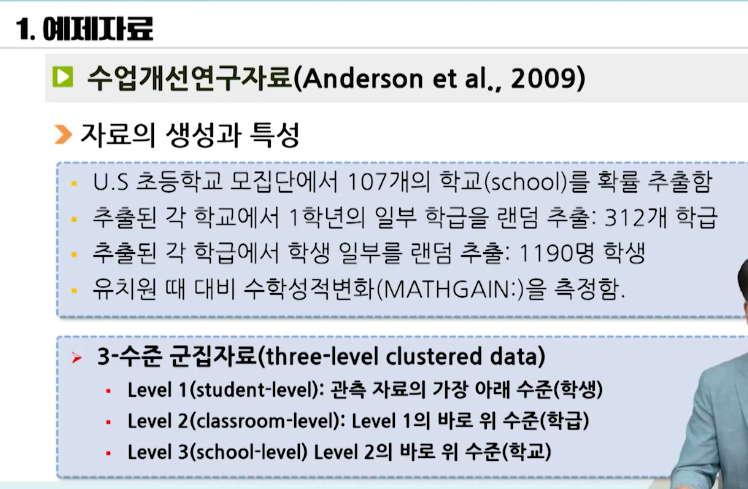 1. 예제자료
수업개선연구자료(Anderson et al., 2009)
자료의 생성과 특성
U.S 초등학교 모집단에서 107개의 학교(school)를 확률 추출함
추출된 각 학교에서 1학년의 일부 학급을 랜덤 추출: 312개 학급
추출된 각 학급에서 학생 일부를 랜덤 추출: 1190명 학생
유치원 때 대비 수학성적변화(MATHGAIN:)을 측정함.
3-수준 군집자료(three-level clustered data)
Level 1(student-level): 관측 자료의 가장 아래 수준(학생)
Level 2(classroom-level): Level 1의 바로 위 수준(학급)
Level 3(school-level) Level 2의 바로 위 수준(학교)